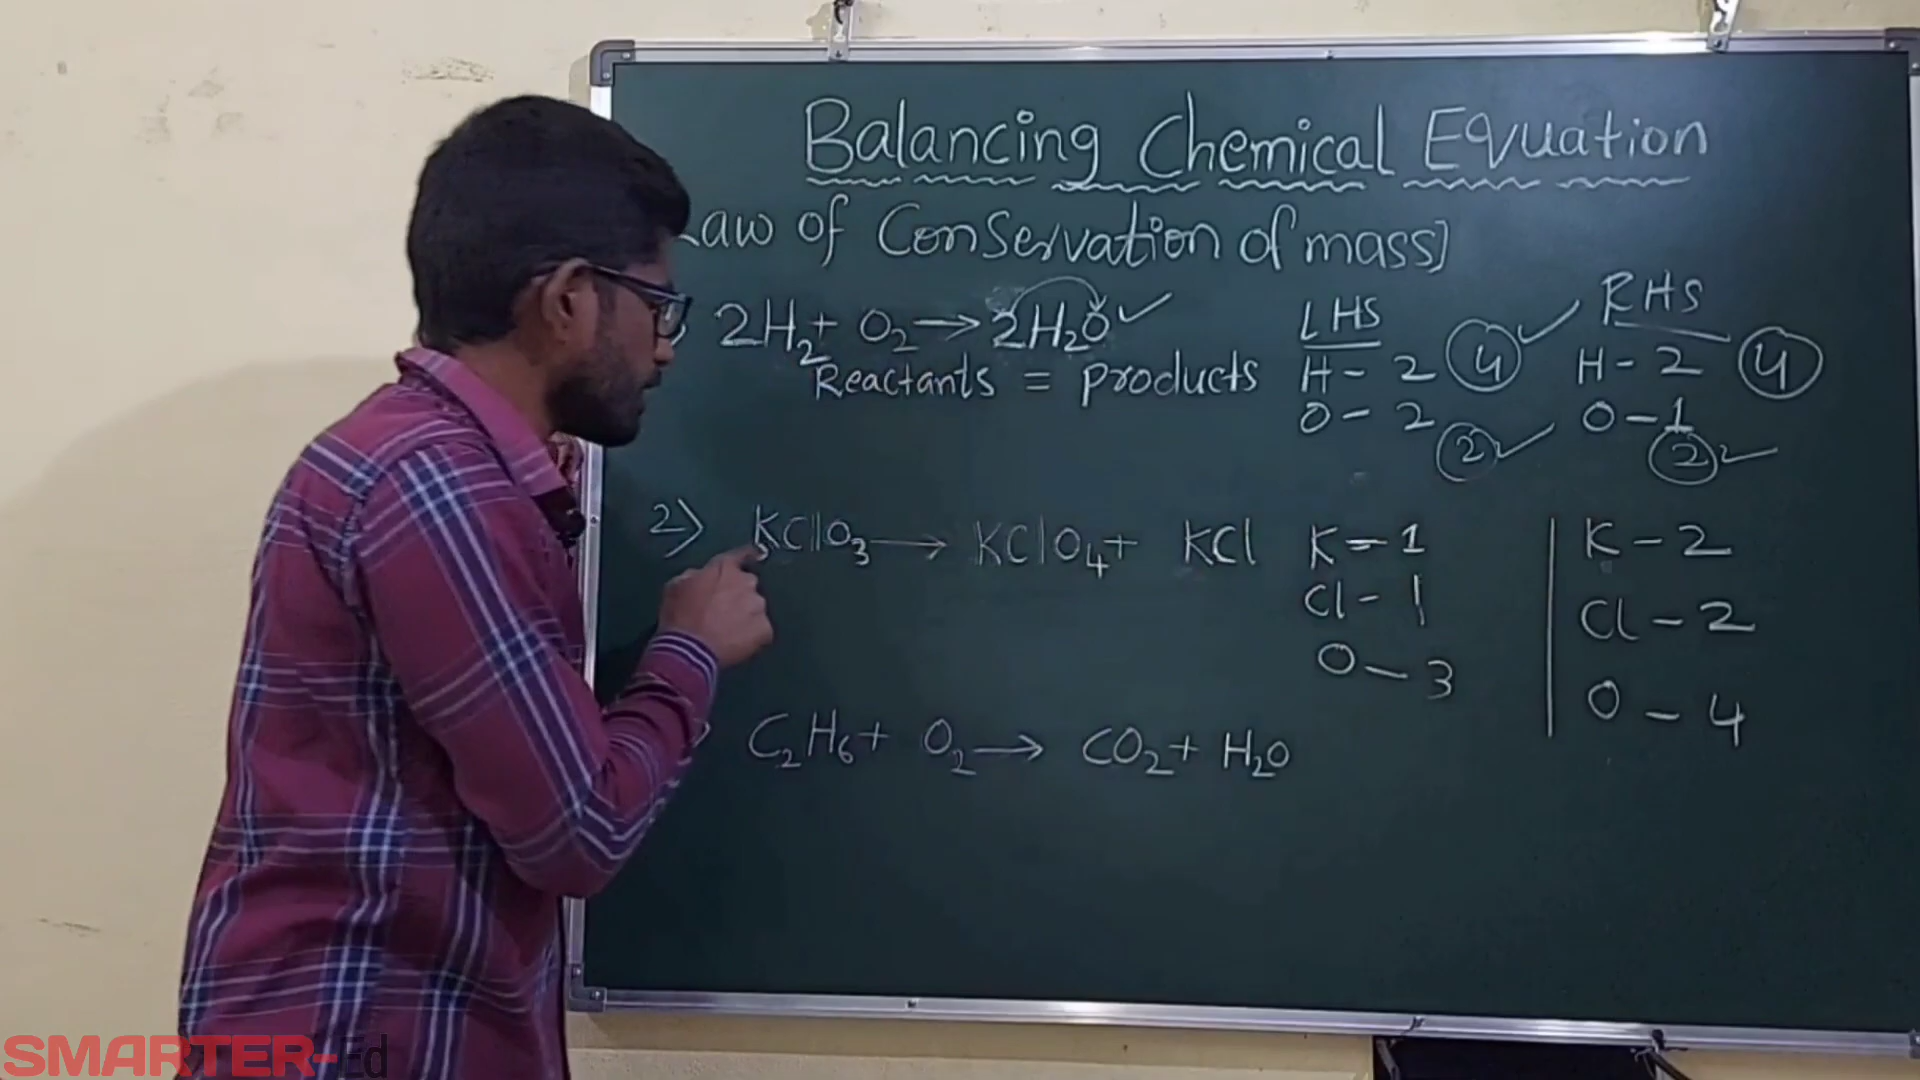 Balancing Chemical Equation
Law of Conservation of mass]
2H₂ + O₂ → 2H₂O ✓
Reactants = products
LHS
H - 2 4 ✓
O - 2
2 ✓
RHS
H - 2 4
O - 1
2 ✓
2) KClO₃ → KClO₄ + KCl
K - 1
Cl - 1
O - 3
K - 2
Cl - 2
O - 4
C₂H₆ + O₂ → CO₂ + H₂O
SMARTER-Ed